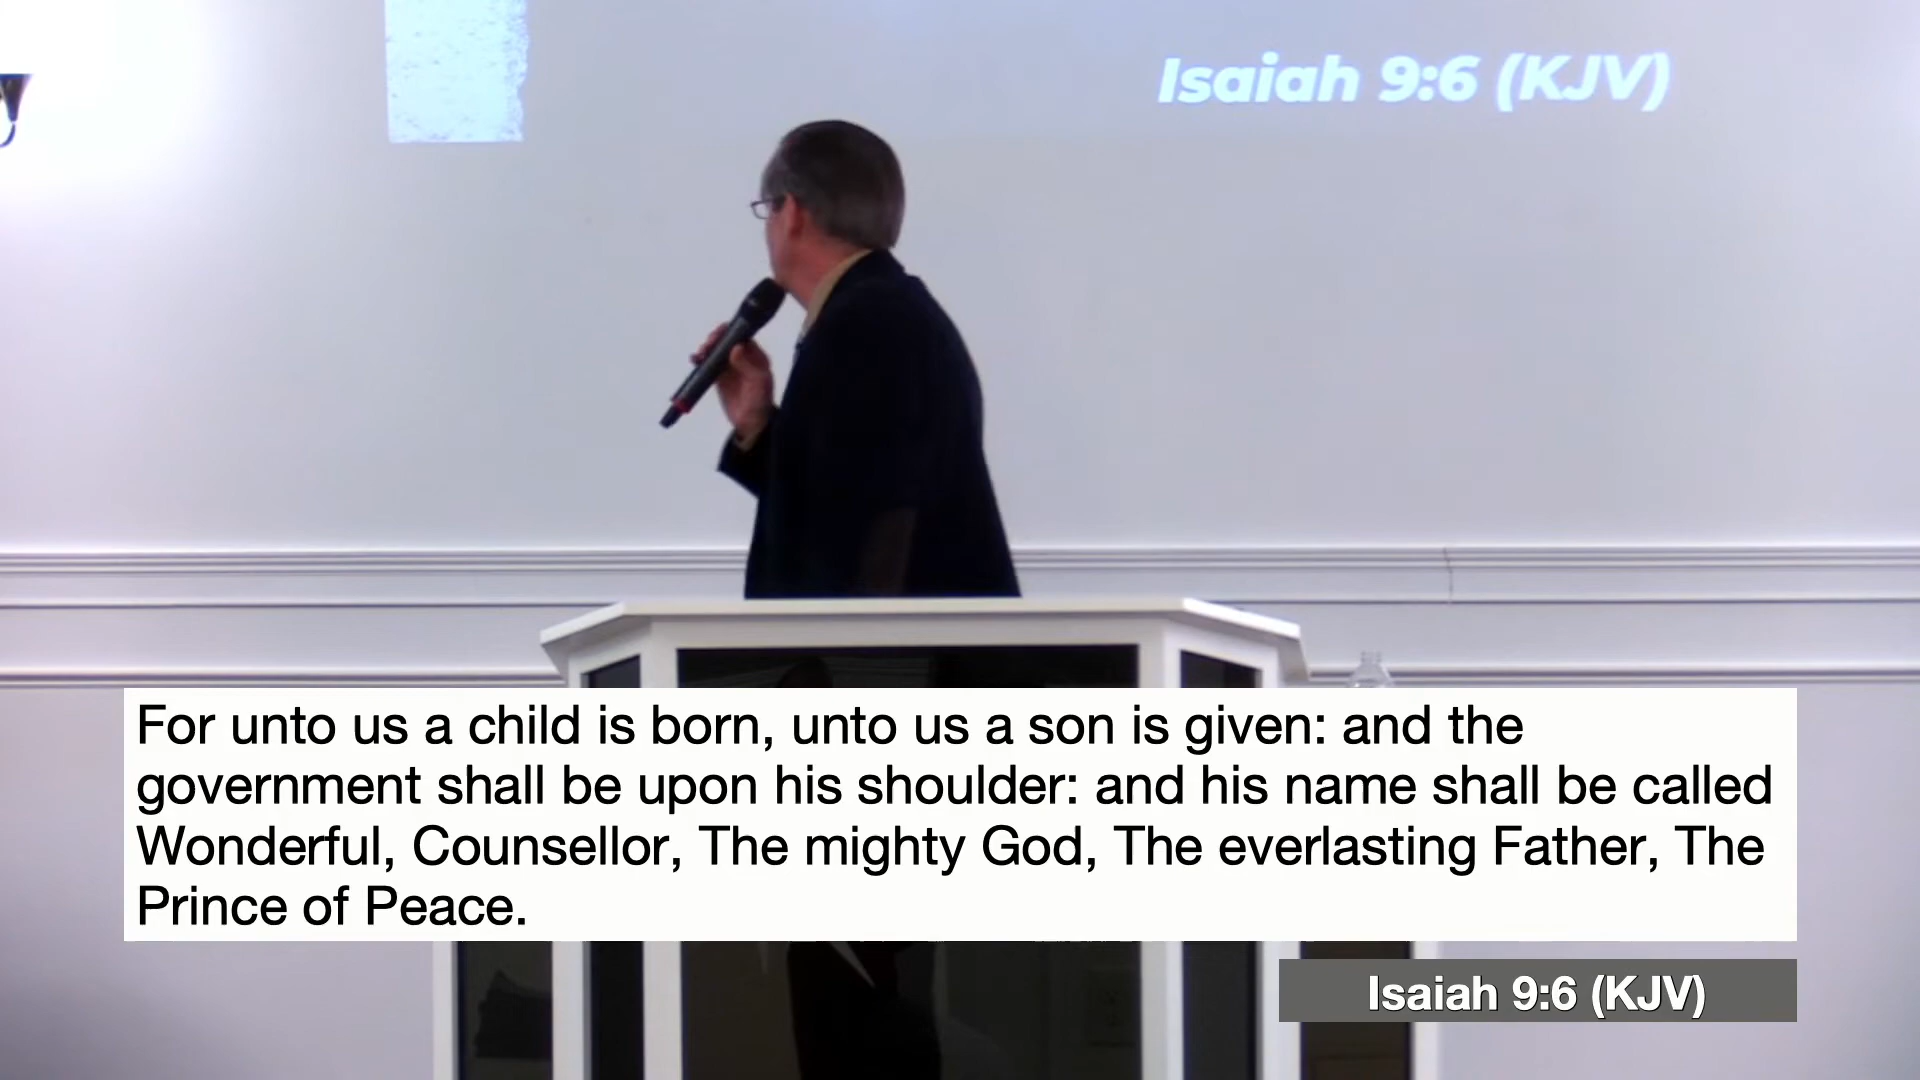 Isaiah 9:6 (KJV)
For unto us a child is born, unto us a son is given: and the
government shall be upon his shoulder: and his name shall be called
Wonderful, Counsellor, The mighty God, The everlasting Father, The
Prince of Peace.
Isaiah 9:6 (KJV)